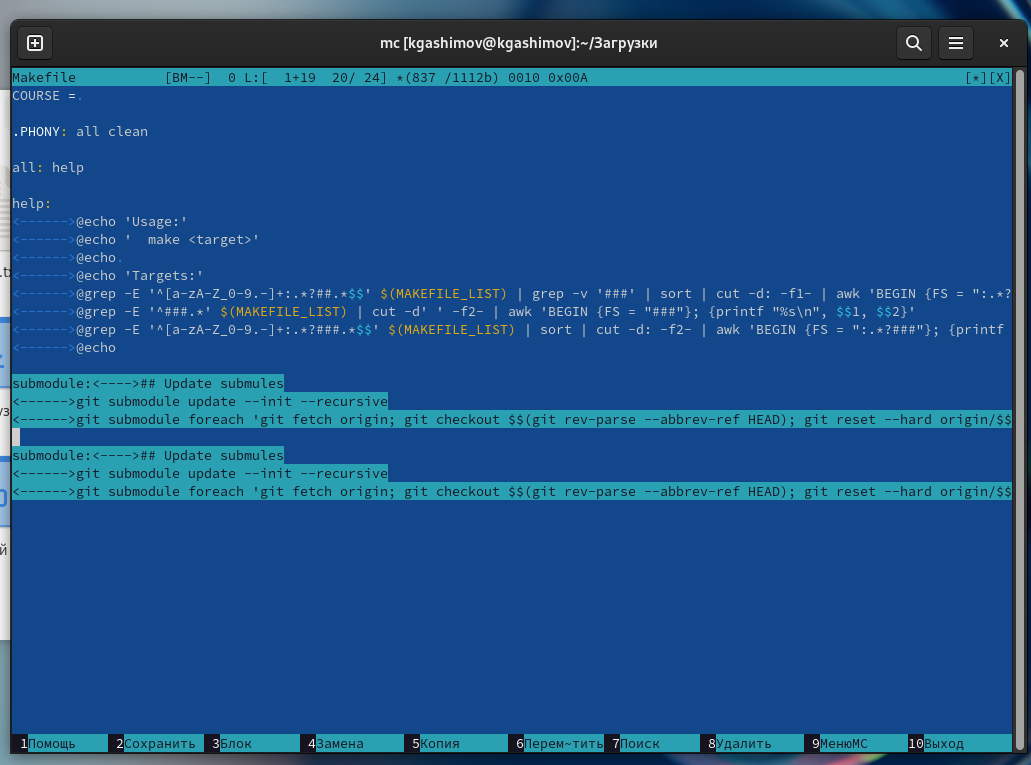 mc [kgashimov@kgashimov]:~/Загрузки
Makefile [BM--] 0 L:[ 1+19 20/ 24] *(837 /1112b) 0010 0x00A [*][X]
COURSE =.
.PHONY: all clean
all: help
help:
<------>@echo 'Usage:'
<------>@echo '  make <target>'
<------>@echo.
<------>@echo 'Targets:'
<------>@grep -E '^[a-zA-Z_0-9.-]+:.*?##.*$$' $(MAKEFILE_LIST) | grep -v '###' | sort | cut -d: -f1- | awk 'BEGIN {FS = ":.*?
<------>@grep -E '^###.*' $(MAKEFILE_LIST) | cut -d' ' -f2- | awk 'BEGIN {FS = "###"}; {printf "%s\n", $$1, $$2}'
<------>@grep -E '^[a-zA-Z_0-9.-]+:.*?###.*$$' $(MAKEFILE_LIST) | sort | cut -d: -f2- | awk 'BEGIN {FS = ":.*?###"}; {printf
<------>@echo
submodule:<---->## Update submules
<------>git submodule update --init --recursive
<------>git submodule foreach 'git fetch origin; git checkout $$(git rev-parse --abbrev-ref HEAD); git reset --hard origin/$$
submodule:<---->## Update submules
<------>git submodule update --init --recursive
<------>git submodule foreach 'git fetch origin; git checkout $$(git rev-parse --abbrev-ref HEAD); git reset --hard origin/$$
1Помощь 2Сохранить 3Блок 4Замена 5Копия 6Перем~тить 7Поиск 8Удалить 9МенюМС 10Выход